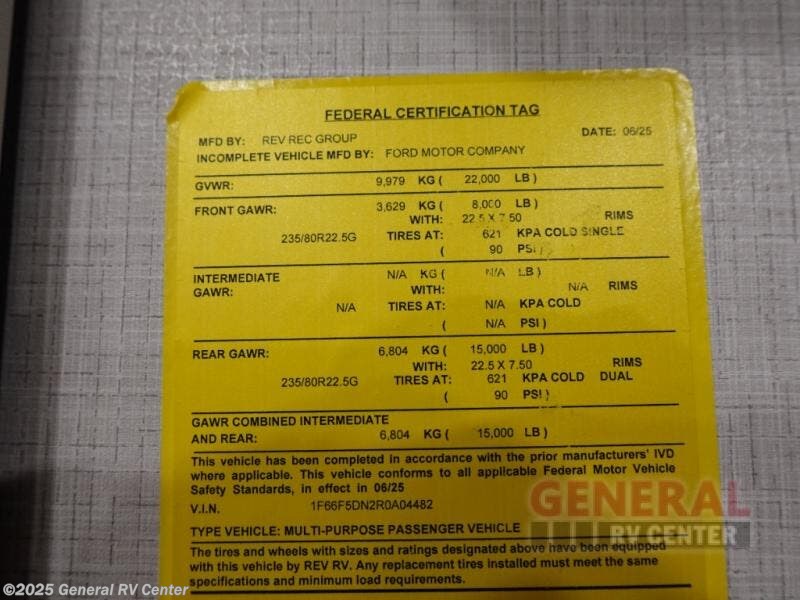 FEDERAL CERTIFICATION TAG
MFD BY: REV REC GROUP DATE: 06/25
INCOMPLETE VEHICLE MFD BY: FORD MOTOR COMPANY
GVWR: 9,979 KG ( 22,000 LB )
FRONT GAWR: 3,629 KG ( 8,000 LB )
WITH: 22.5 X 7.50 RIMS
235/80R22.5G TIRES AT: 621 KPA COLD SINGLE
( 90 PSI )
INTERMEDIATE N/A KG ( N/A LB )
GAWR: WITH: N/A RIMS
N/A TIRES AT: N/A KPA COLD
( N/A PSI )
REAR GAWR: 6,804 KG ( 15,000 LB )
WITH: 22.5 X 7.50 RIMS
235/80R22.5G TIRES AT: 621 KPA COLD DUAL
( 90 PSI )
GAWR COMBINED INTERMEDIATE
AND REAR: 6,804 KG ( 15,000 LB )
This vehicle has been completed in accordance with the prior manufacturers' IVD
where applicable. This vehicle conforms to all applicable Federal Motor Vehicle
Safety Standards, in effect in 06/25
V.I.N. 1F66F5DN2R0A04482
TYPE VEHICLE: MULTI-PURPOSE PASSENGER VEHICLE
The tires and wheels with sizes and ratings designated above have been equipped
with this vehicle by REV RV. Any replacement tires installed must meet the same
specifications and minimum load requirements.
GENERAL
RV CENTER
©2025 General RV Center